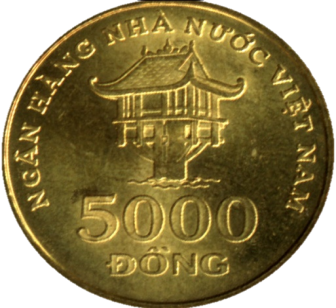 NGÂN HÀNG NHÀ NƯỚC VIỆT NAM
5000
ĐỒNG